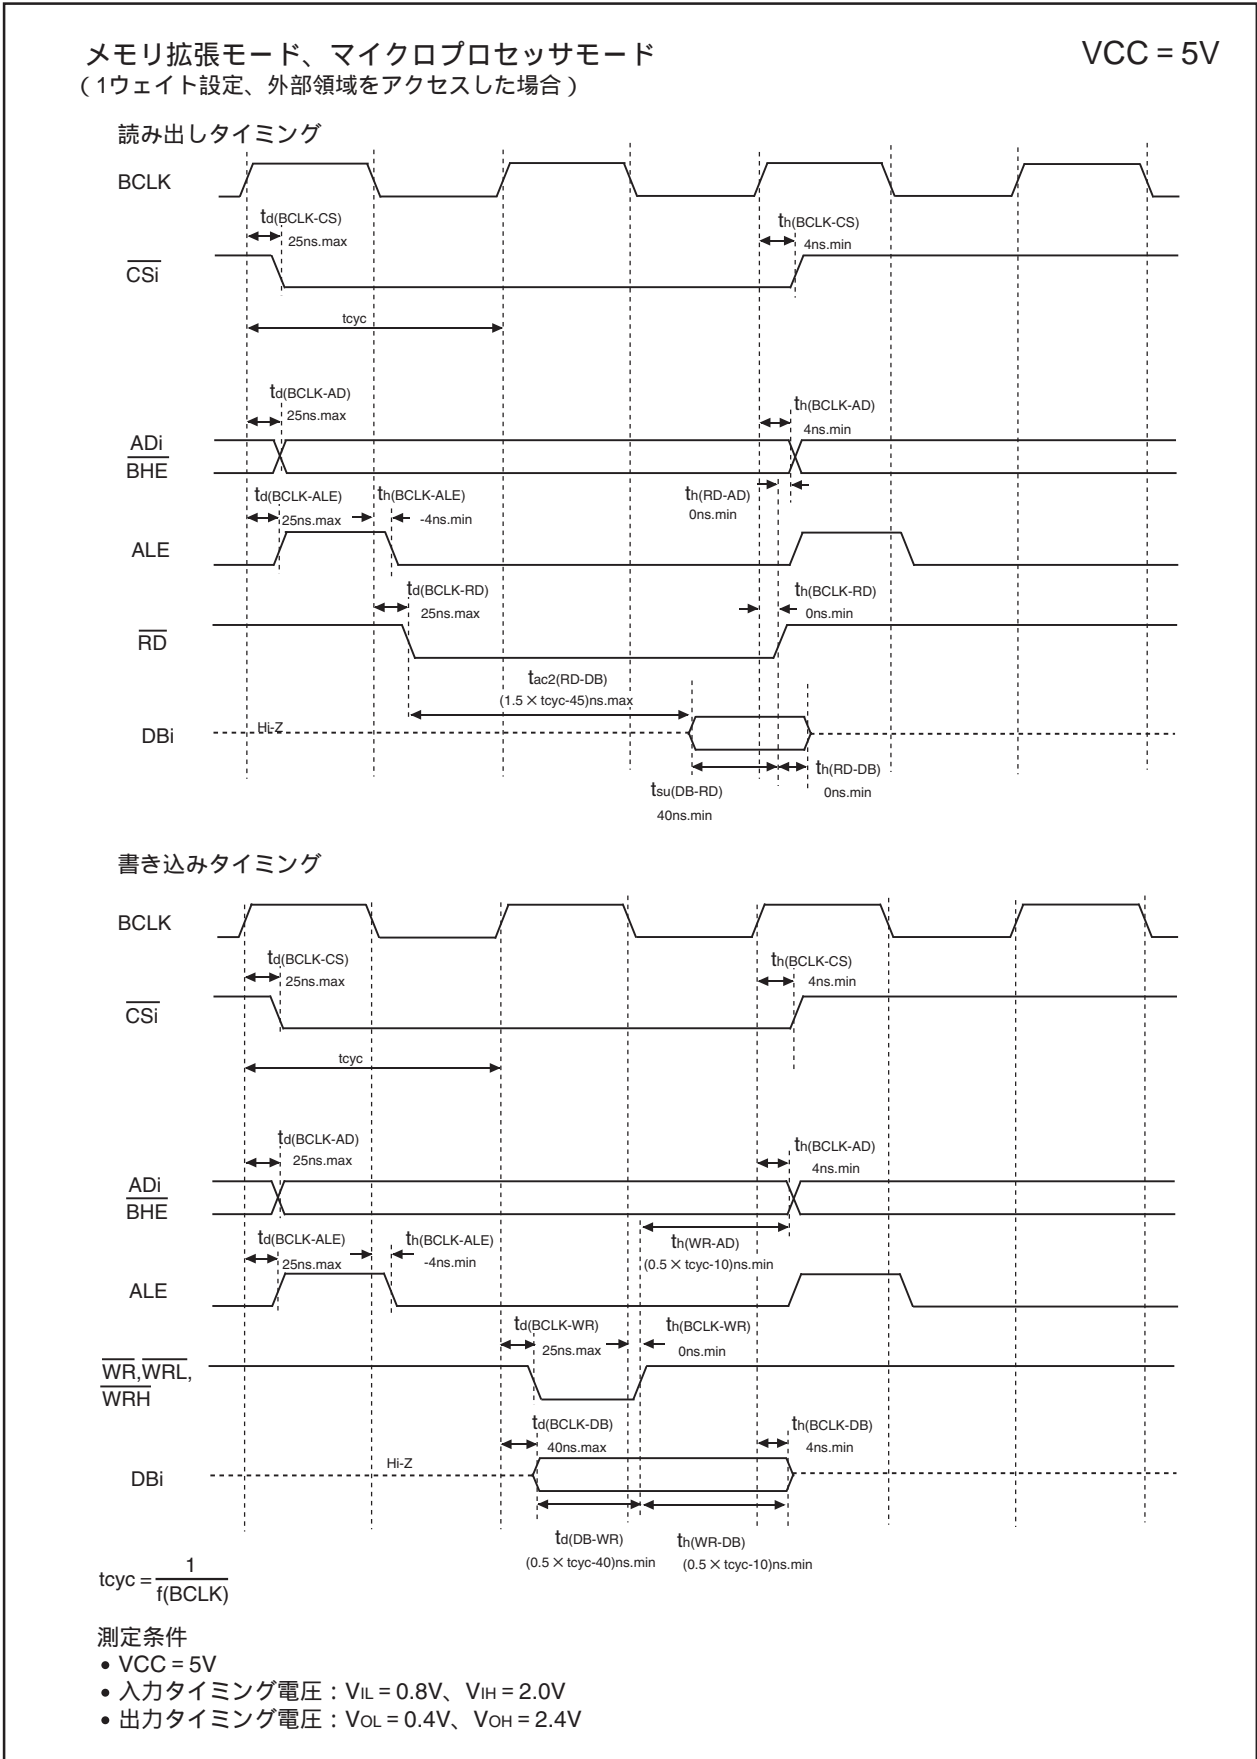 メモリ拡張モード、マイクロプロセッサモード
VCC = 5V
( 1ウェイト設定、外部領域をアクセスした場合 )
読み出しタイミング
BCLK
td(BCLK-CS)
25ns.max
th(BCLK-CS)
4ns.min
CSi
tcyc
td(BCLK-AD)
25ns.max
th(BCLK-AD)
4ns.min
ADi
BHE
td(BCLK-ALE)
25ns.max
th(BCLK-ALE)
-4ns.min
th(RD-AD)
0ns.min
ALE
td(BCLK-RD)
25ns.max
th(BCLK-RD)
0ns.min
RD
tac2(RD-DB)
(1.5 × tcyc-45)ns.max
DBi
Hi-Z
tsu(DB-RD)
40ns.min
th(RD-DB)
0ns.min
書き込みタイミング
BCLK
td(BCLK-CS)
25ns.max
th(BCLK-CS)
4ns.min
CSi
tcyc
td(BCLK-AD)
25ns.max
th(BCLK-AD)
4ns.min
ADi
BHE
td(BCLK-ALE)
25ns.max
th(BCLK-ALE)
-4ns.min
th(WR-AD)
(0.5 × tcyc-10)ns.min
ALE
td(BCLK-WR)
25ns.max
th(BCLK-WR)
0ns.min
WR,WRL,
WRH
td(BCLK-DB)
40ns.max
th(BCLK-DB)
4ns.min
DBi
Hi-Z
td(DB-WR)
(0.5 × tcyc-40)ns.min
th(WR-DB)
(0.5 × tcyc-10)ns.min
tcyc = 1
f(BCLK)
測定条件
• VCC = 5V
• 入力タイミング電圧 : VIL = 0.8V、VIH = 2.0V
• 出力タイミング電圧 : VOL = 0.4V、VOH = 2.4V